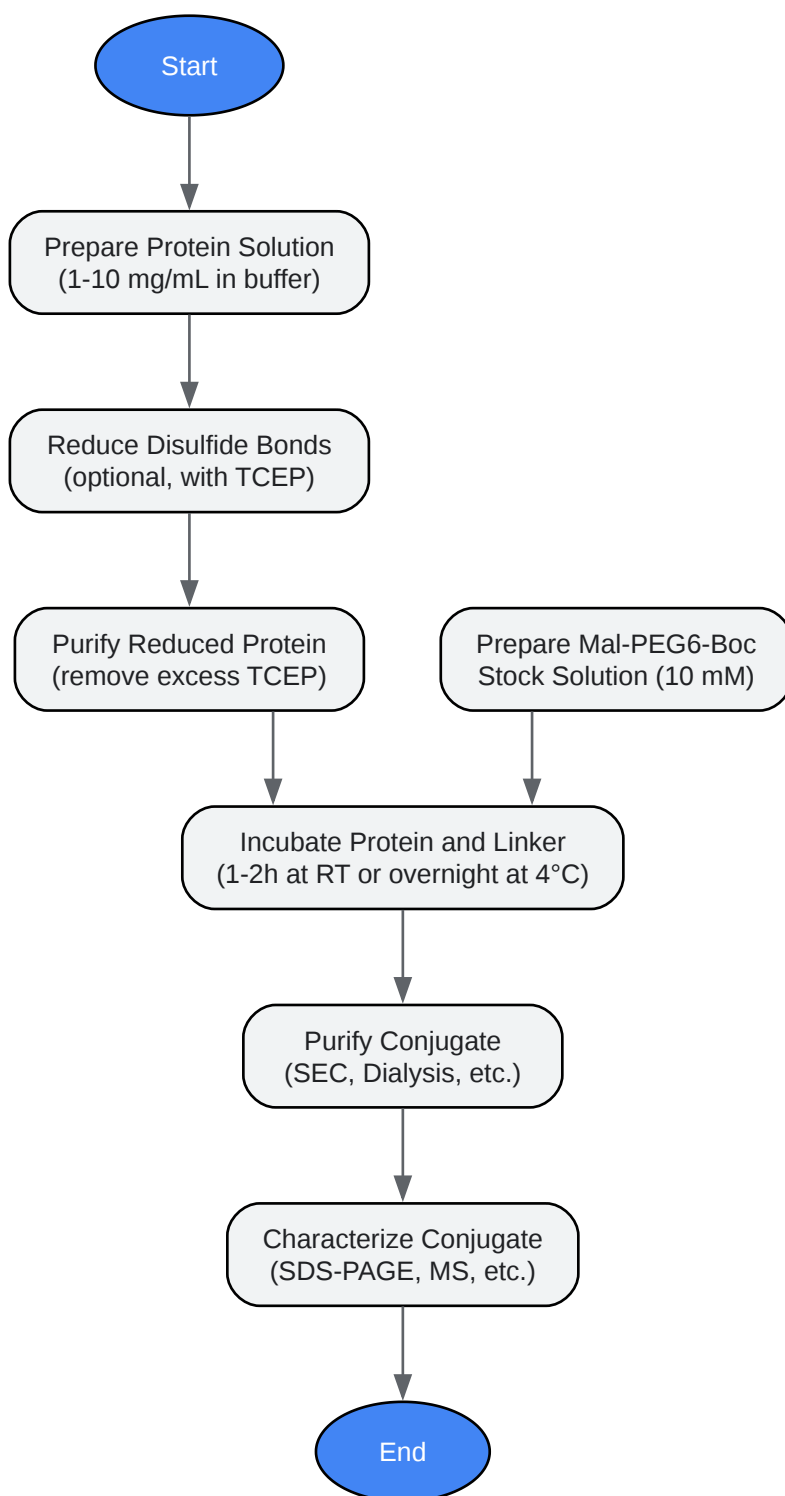 Start
Prepare Protein Solution
(1-10 mg/mL in buffer)
Reduce Disulfide Bonds
(optional, with TCEP)
Purify Reduced Protein
(remove excess TCEP)
Prepare Mal-PEG6-Boc
Stock Solution (10 mM)
Incubate Protein and Linker
(1-2h at RT or overnight at 4°C)
Purify Conjugate
(SEC, Dialysis, etc.)
Characterize Conjugate
(SDS-PAGE, MS, etc.)
End